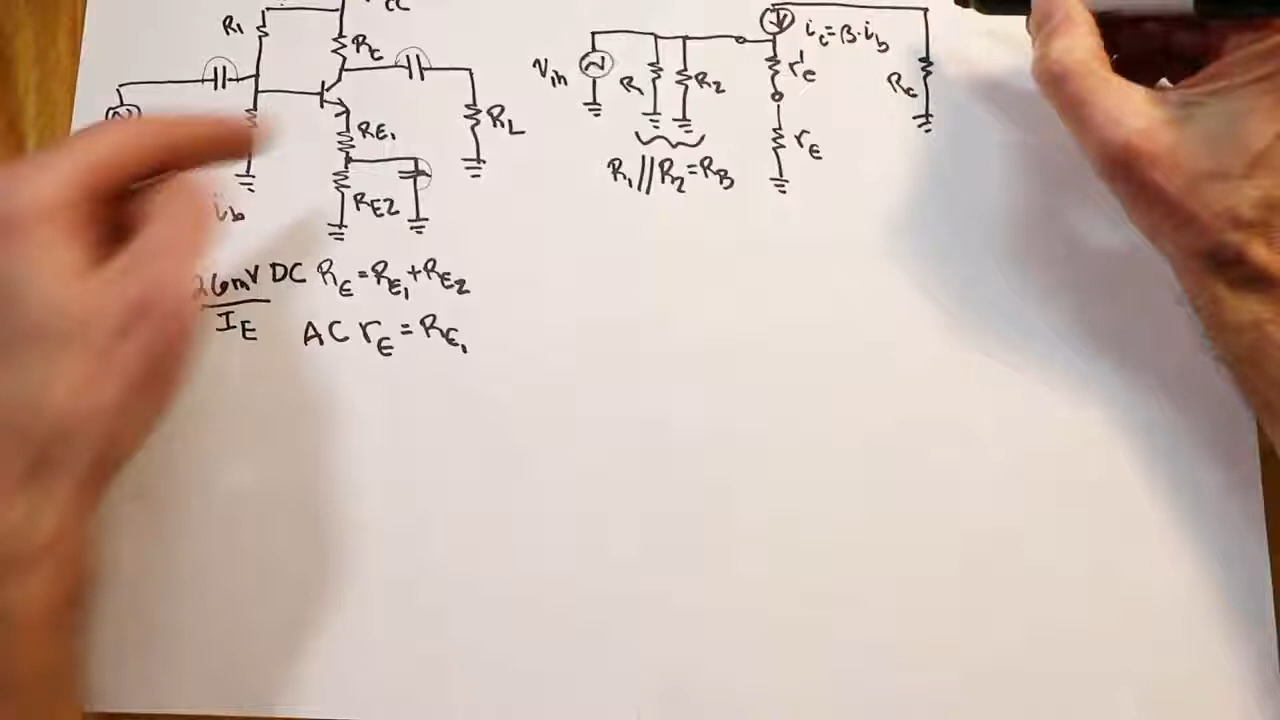 R1
CC
Rc
RL
RE1
RE2
ib
26mV
IE
DC RE=RE1+RE2
AC rE=RE1
Vin
R1
R2
R1//R2=RB
ic=B·ib
r'e
rE
Rc